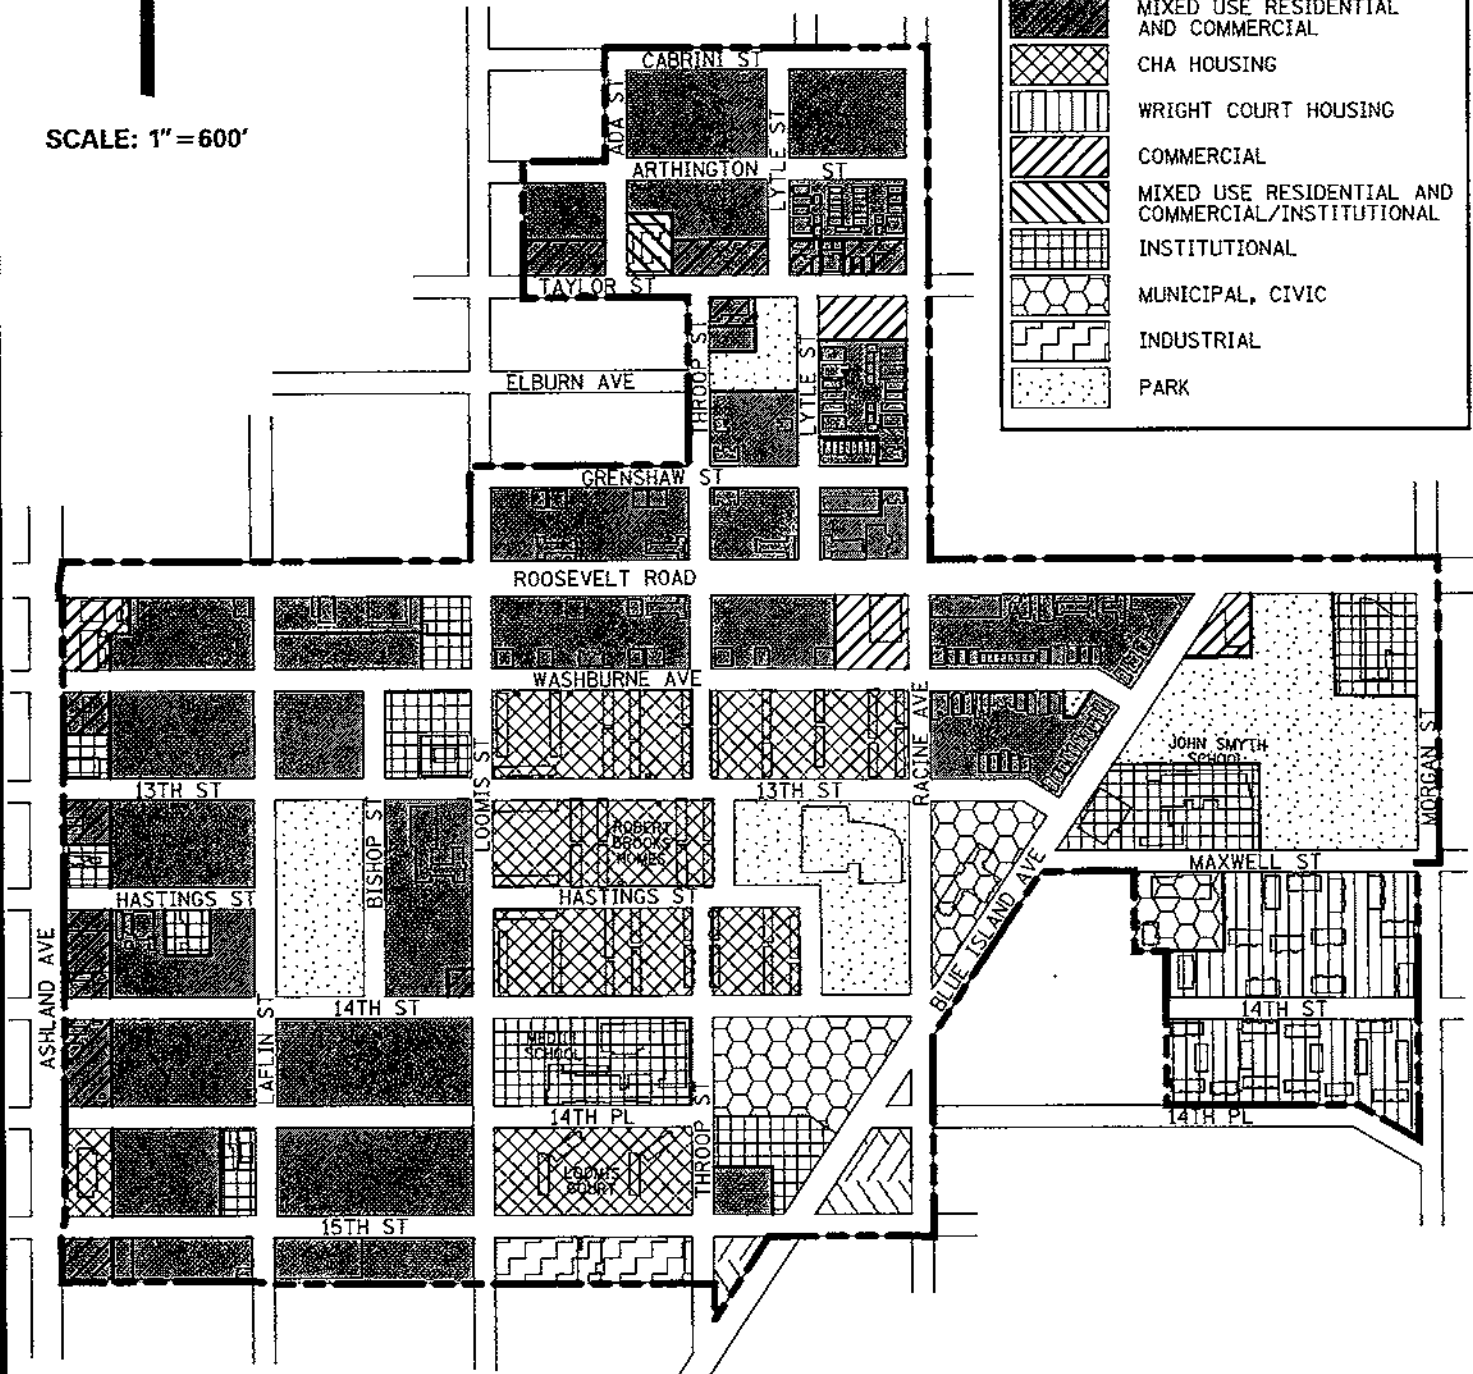 MIXED USE RESIDENTIAL
AND COMMERCIAL
CHA HOUSING
WRIGHT COURT HOUSING
COMMERCIAL
MIXED USE RESIDENTIAL AND
COMMERCIAL/INSTITUTIONAL
INSTITUTIONAL
MUNICIPAL, CIVIC
INDUSTRIAL
PARK
SCALE: 1"=600'
CABRINI ST
ADA ST
LYTLE ST
ARTHINGTON ST
TAYLOR ST
THROOP ST
LYTLE ST
ELBURN AVE
GRENSHAW ST
ROOSEVELT ROAD
WASHBURNE AVE
RACINE AVE
LOOMIS ST
JOHN SMYTH
SCHOOL
MORGAN ST
13TH ST
13TH ST
BISHOP ST
ROBERT
BROOKS
HOMES
MAXWELL ST
HASTINGS ST
HASTINGS ST
BLUE ISLAND AVE
ASHLAND AVE
LAFLIN ST
14TH ST
14TH ST
SCHOOL
14TH PL
14TH PL
THROOP ST
LOOMIS
COURT
15TH ST